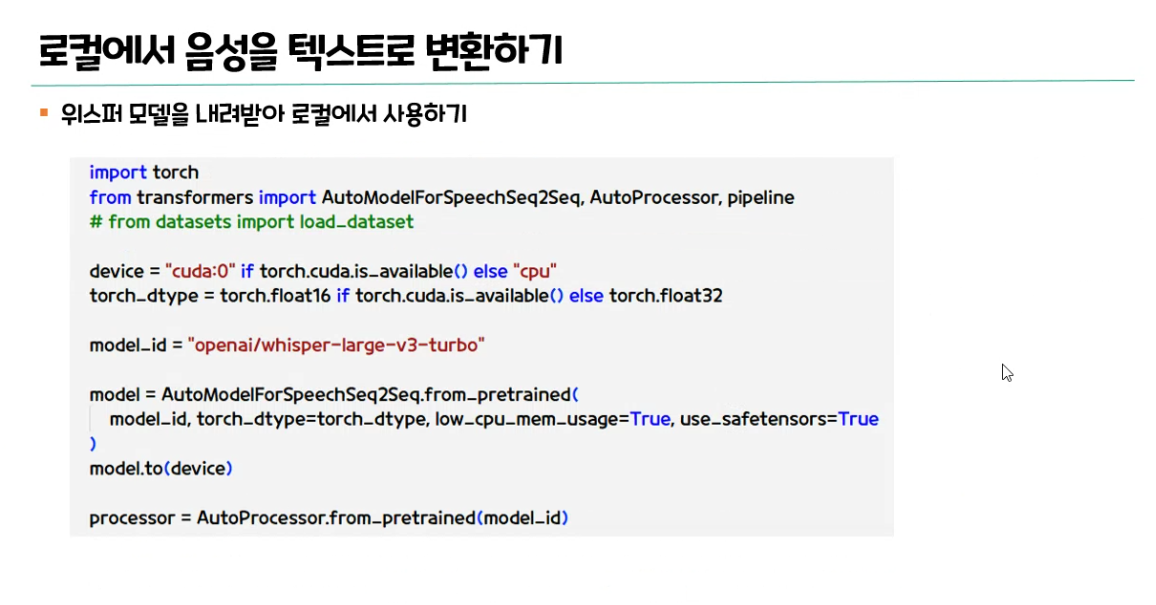 로컬에서 음성을 텍스트로 변환하기
위스퍼 모델을 내려받아 로컬에서 사용하기
import torch
from transformers import AutoModelForSpeechSeq2Seq, AutoProcessor, pipeline
# from datasets import load_dataset
device = "cuda:0" if torch.cuda.is_available() else "cpu"
torch_dtype = torch.float16 if torch.cuda.is_available() else torch.float32
model_id = "openai/whisper-large-v3-turbo"
model = AutoModelForSpeechSeq2Seq.from_pretrained(
model_id, torch_dtype=torch_dtype, low_cpu_mem_usage=True, use_safetensors=True
)
model.to(device)
processor = AutoProcessor.from_pretrained(model_id)